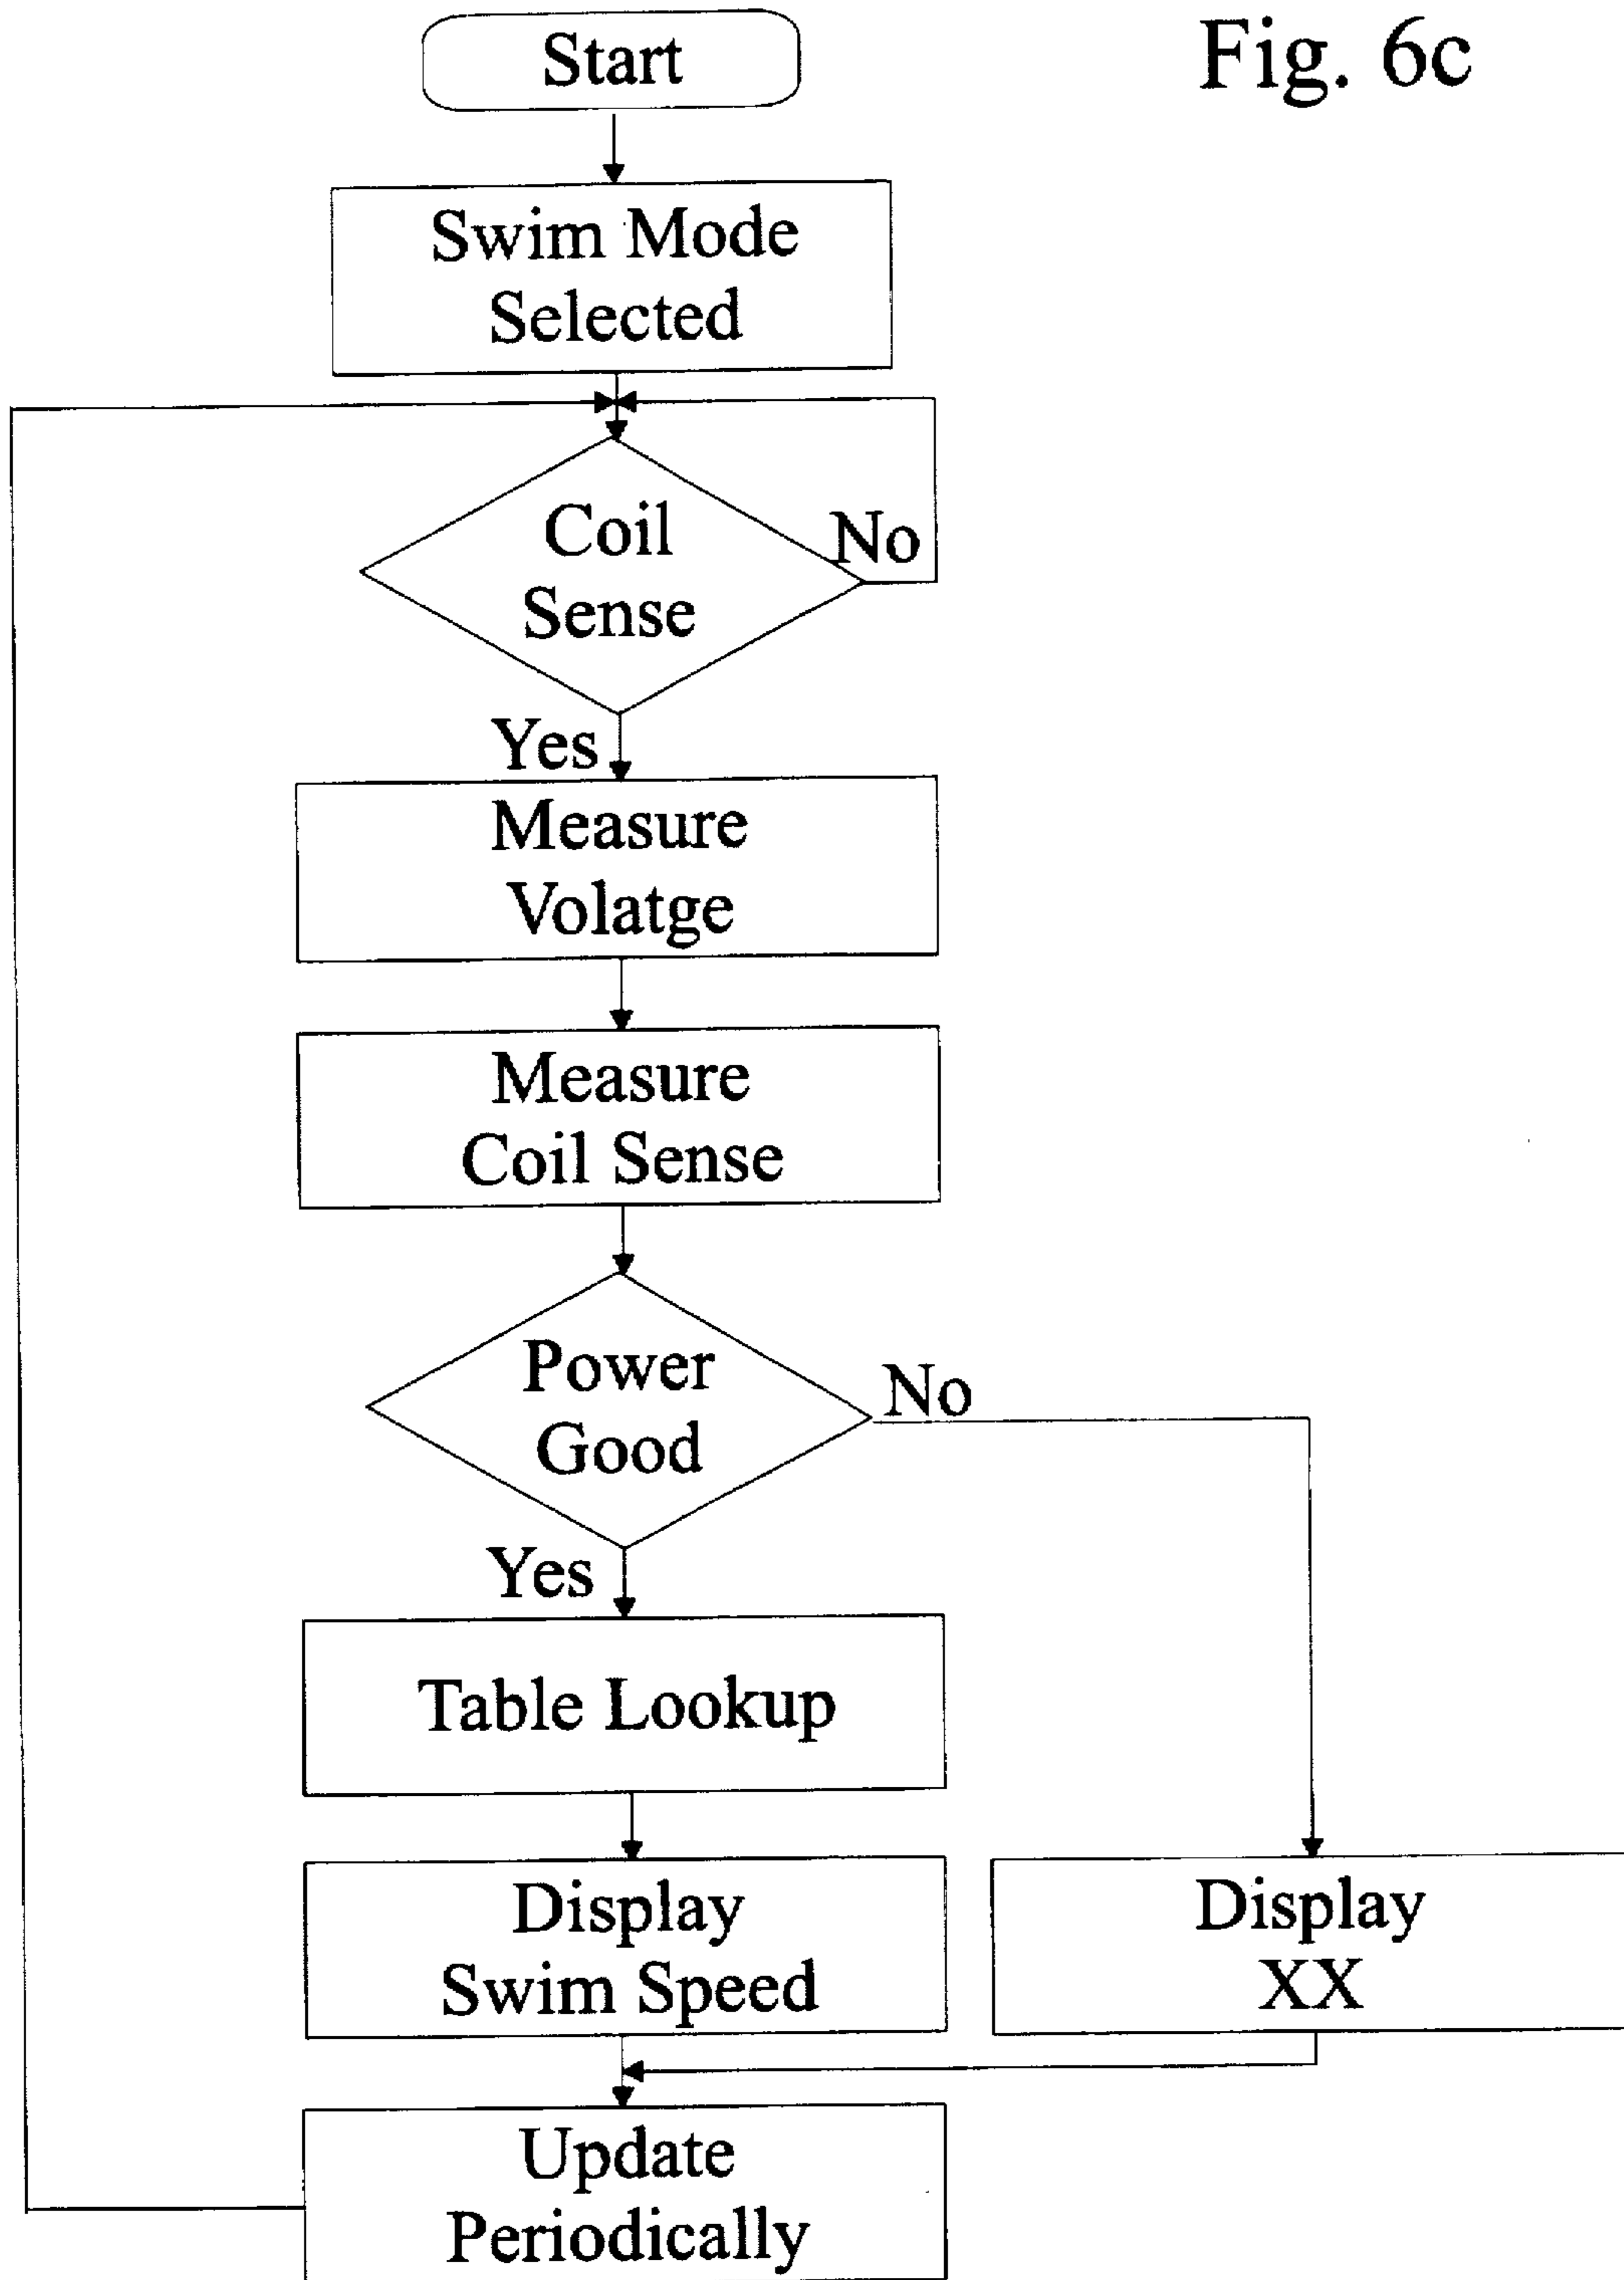 Fig. 6c
Start
Swim Mode
Selected
Coil
Sense
No
Yes
Measure
Volatge
Measure
Coil Sense
Power
Good
No
Yes
Table Lookup
Display
Swim Speed
Display
XX
Update
Periodically